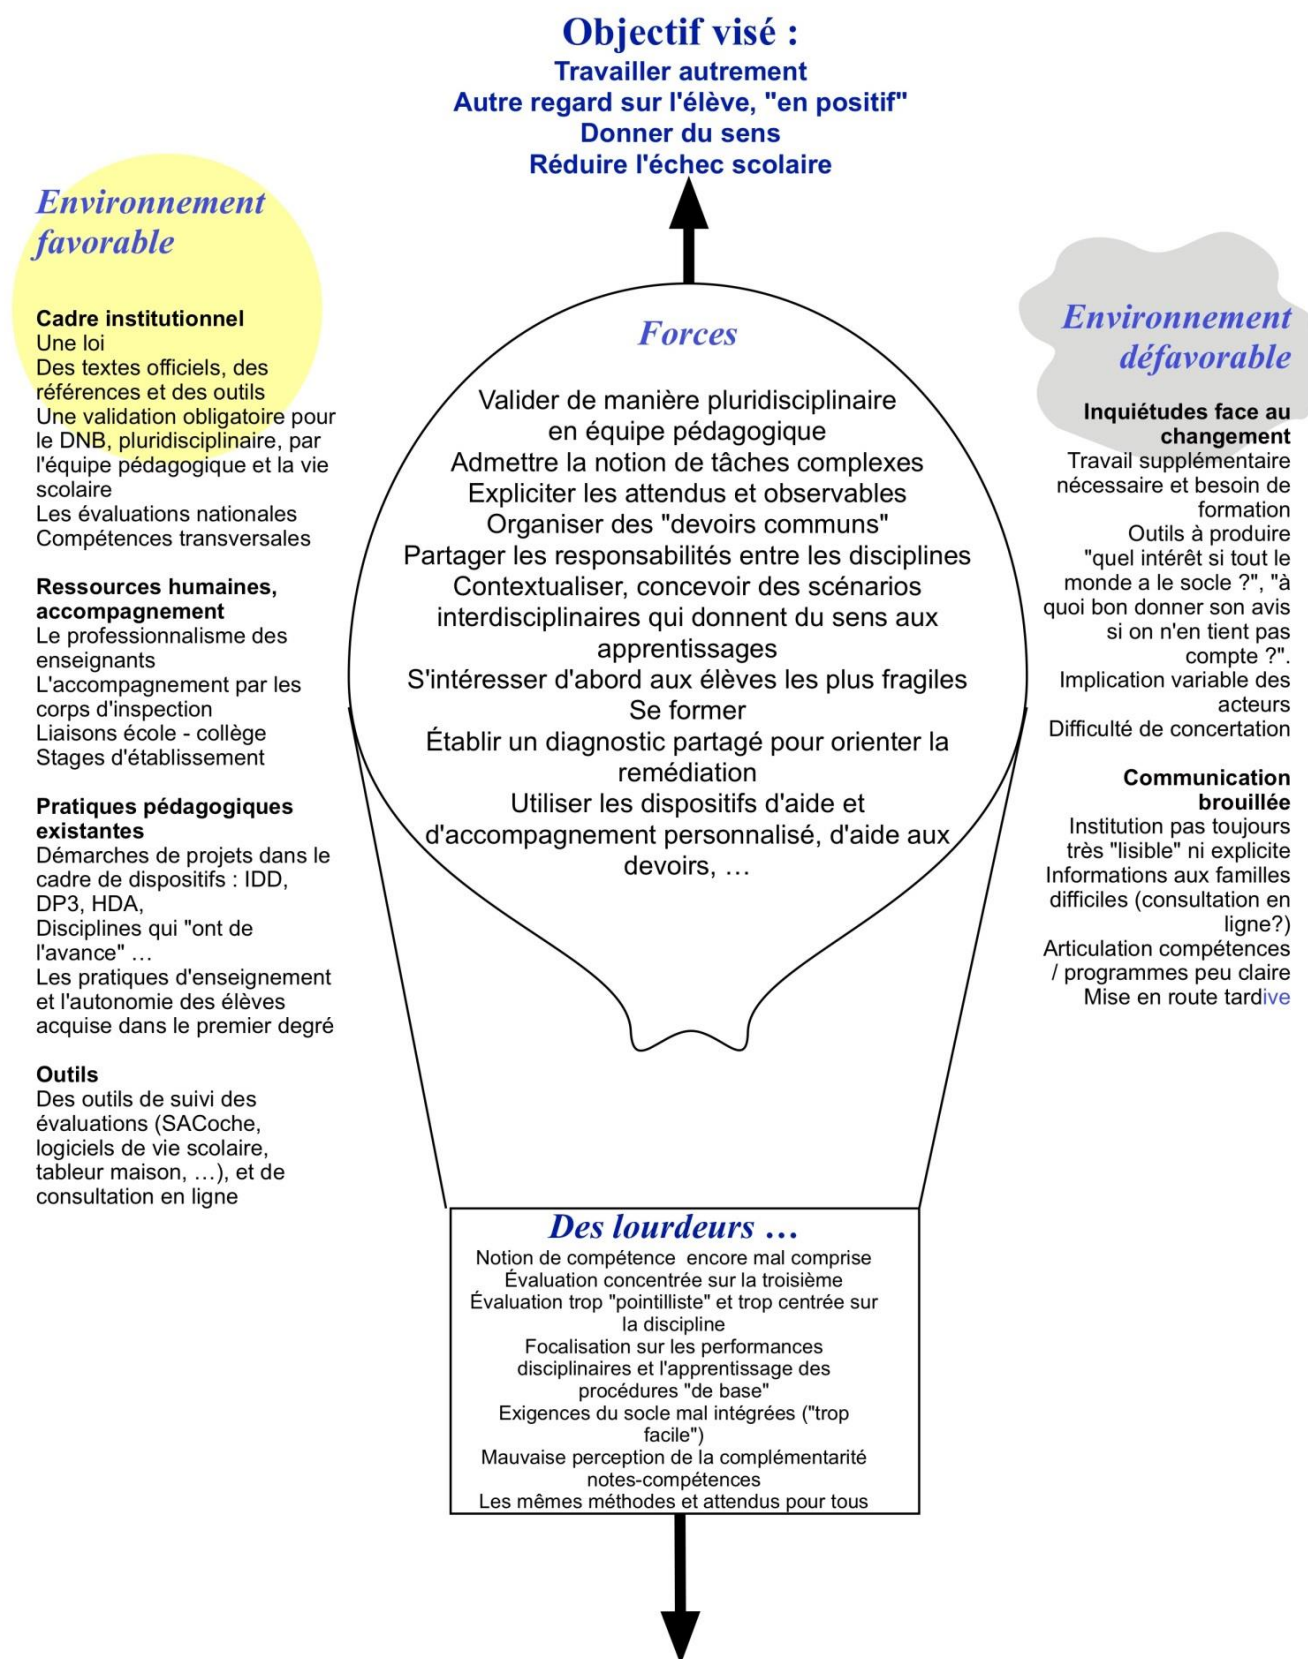 Objectif visé :
Travailler autrement
Autre regard sur l'élève, "en positif"
Donner du sens
Réduire l'échec scolaire
Environnement
favorable
Cadre institutionnel
Une loi
Des textes officiels, des
références et des outils
Une validation obligatoire pour
le DNB, pluridisciplinaire, par
l'équipe pédagogique et la vie
scolaire
Les évaluations nationales
Compétences transversales
Ressources humaines,
accompagnement
Le professionnalisme des
enseignants
L'accompagnement par les
corps d'inspection
Liaisons école - collège
Stages d'établissement
Pratiques pédagogiques
existantes
Démarches de projets dans le
cadre de dispositifs : IDD,
DP3, HDA,
Disciplines qui "ont de
l'avance" …
Les pratiques d'enseignement
et l'autonomie des élèves
acquise dans le premier degré
Outils
Des outils de suivi des
évaluations (SACoche,
logiciels de vie scolaire,
tableur maison, …), et de
consultation en ligne
Forces
Valider de manière pluridisciplinaire
en équipe pédagogique
Admettre la notion de tâches complexes
Expliciter les attendus et observables
Organiser des "devoirs communs"
Partager les responsabilités entre les disciplines
Contextualiser, concevoir des scénarios
interdisciplinaires qui donnent du sens aux
apprentissages
S'intéresser d'abord aux élèves les plus fragiles
Se former
Établir un diagnostic partagé pour orienter la
remédiation
Utiliser les dispositifs d'aide et
d'accompagnement personnalisé, d'aide aux
devoirs, …
Environnement
défavorable
Inquiétudes face au
changement
Travail supplémentaire
nécessaire et besoin de
formation
Outils à produire
"quel intérêt si tout le
monde a le socle ?", "à
quoi bon donner son avis
si on n'en tient pas
compte ?".
Implication variable des
acteurs
Difficulté de concertation
Communication
brouillée
Institution pas toujours
très "lisible" ni explicite
Informations aux familles
difficiles (consultation en
ligne?)
Articulation compétences
/ programmes peu claire
Mise en route tardive
Des lourdeurs …
Notion de compétence encore mal comprise
Évaluation concentrée sur la troisième
Évaluation trop "pointilliste" et trop centrée sur
la discipline
Focalisation sur les performances
disciplinaires et l'apprentissage des
procédures "de base"
Exigences du socle mal intégrées ("trop
facile")
Mauvaise perception de la complémentarité
notes-compétences
Les mêmes méthodes et attendus pour tous